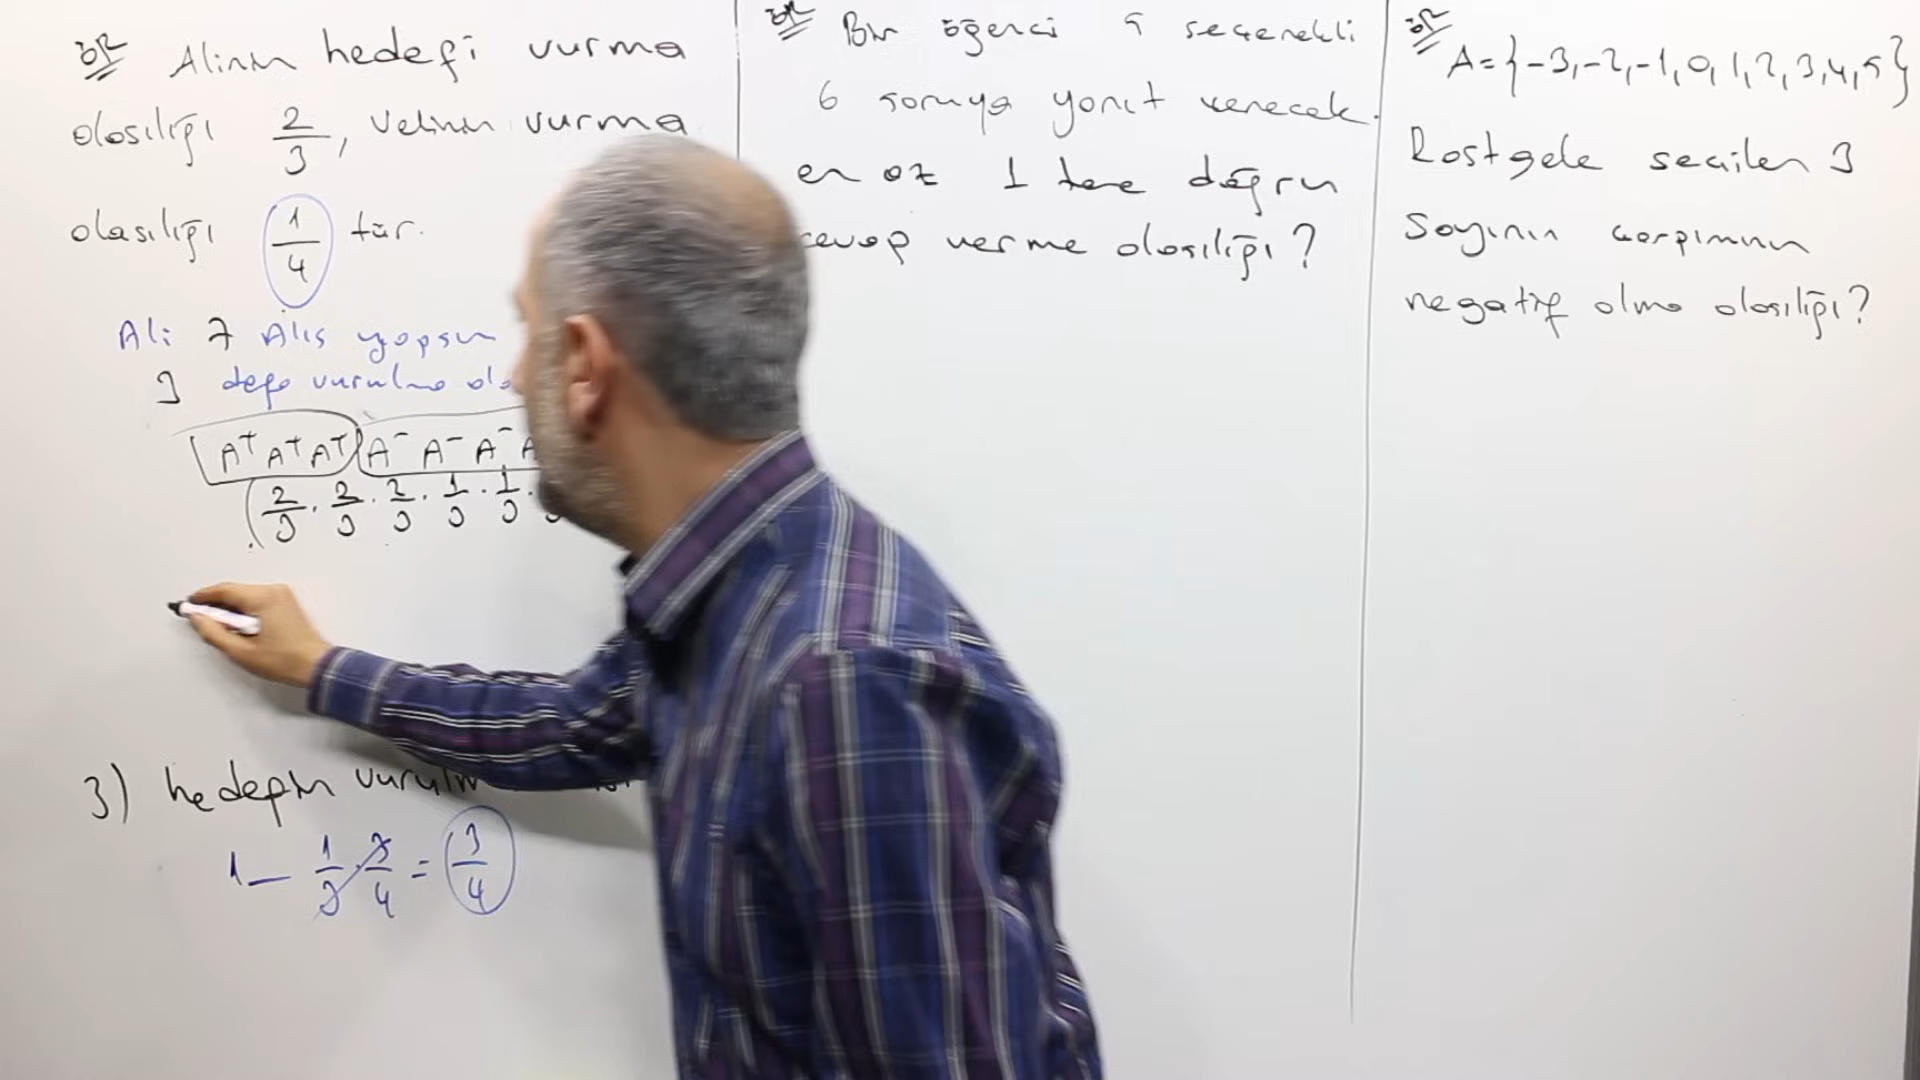 ör Alinin hedefi vurma
olasılığı 2/3, Velinin vurma
olasılığı 1/4 tür.
Ali 7 Atış yapsın
3 defa vurulma
A⁺ A⁺ A⁺ A⁻ A⁻ A⁻ A
(2/3 · 2/3 · 2/3 · 1/3 · 1/3 ·
3) hedefin
1 - 1/3 · 3/4 = 3/4
ör Bir öğenci 5 seçenekli
6 soruya yanıt verecek.
en az 1 tane doğru
cevap verme olasılığı?
ör A={-3,-2,-1,0,1,2,3,4,5}
Rastgele seçilen 3
Sayının çarpımının
negatif olma olasılığı?